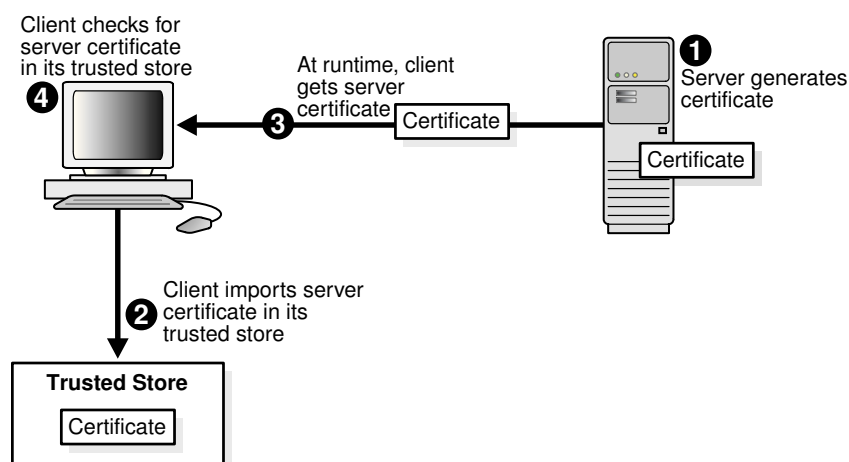 Client checks for
server certificate
in its trusted store
4
At runtime, client
gets server
certificate
3
Certificate
1
Server generates
certificate
Certificate
2
Client imports server
certificate in its
trusted store
Trusted Store
Certificate